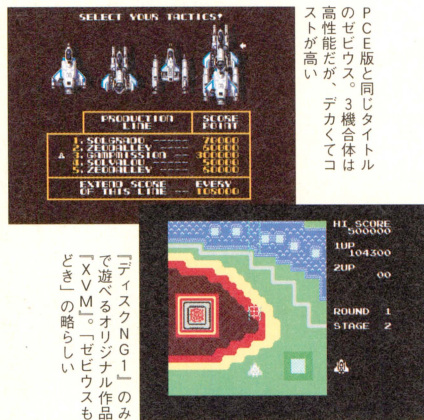 SELECT YOUR TACTICS!
PRODUCTION LINE
SCORE POINT
1. SOLGRADO ----- 70000
2. ZEODALLEY ---- 50000
3. GAMPMISSION -- 300000
4. SOLVALOU ----- 50000
5. ZEODALLEY ---- 60000
EXTEND SCORE OF THIS LINE -- EVERY 108000
PCE版と同じタイトル
のゼビウス。3機合体は
高性能だが、デカくてコ
ストが高い
HI SCORE
500000
1UP
104300
2UP
00
ROUND 1
STAGE 2
『ディスクNG1』のみ
で遊べるオリジナル作品
『XVM』。「ゼビウスも
どき」の略らしい